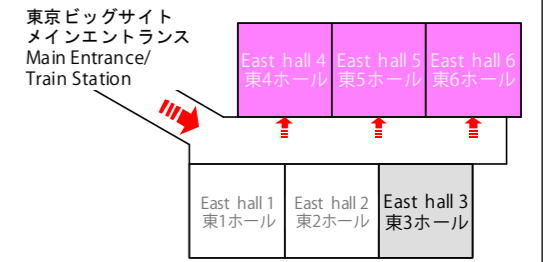 東京ビッグサイト
メインエントランス
Main Entrance/
Train Station
East hall 4
東4ホール
East hall 5
東5ホール
East hall 6
東6ホール
East hall 1
東1ホール
East hall 2
東2ホール
East hall 3
東3ホール